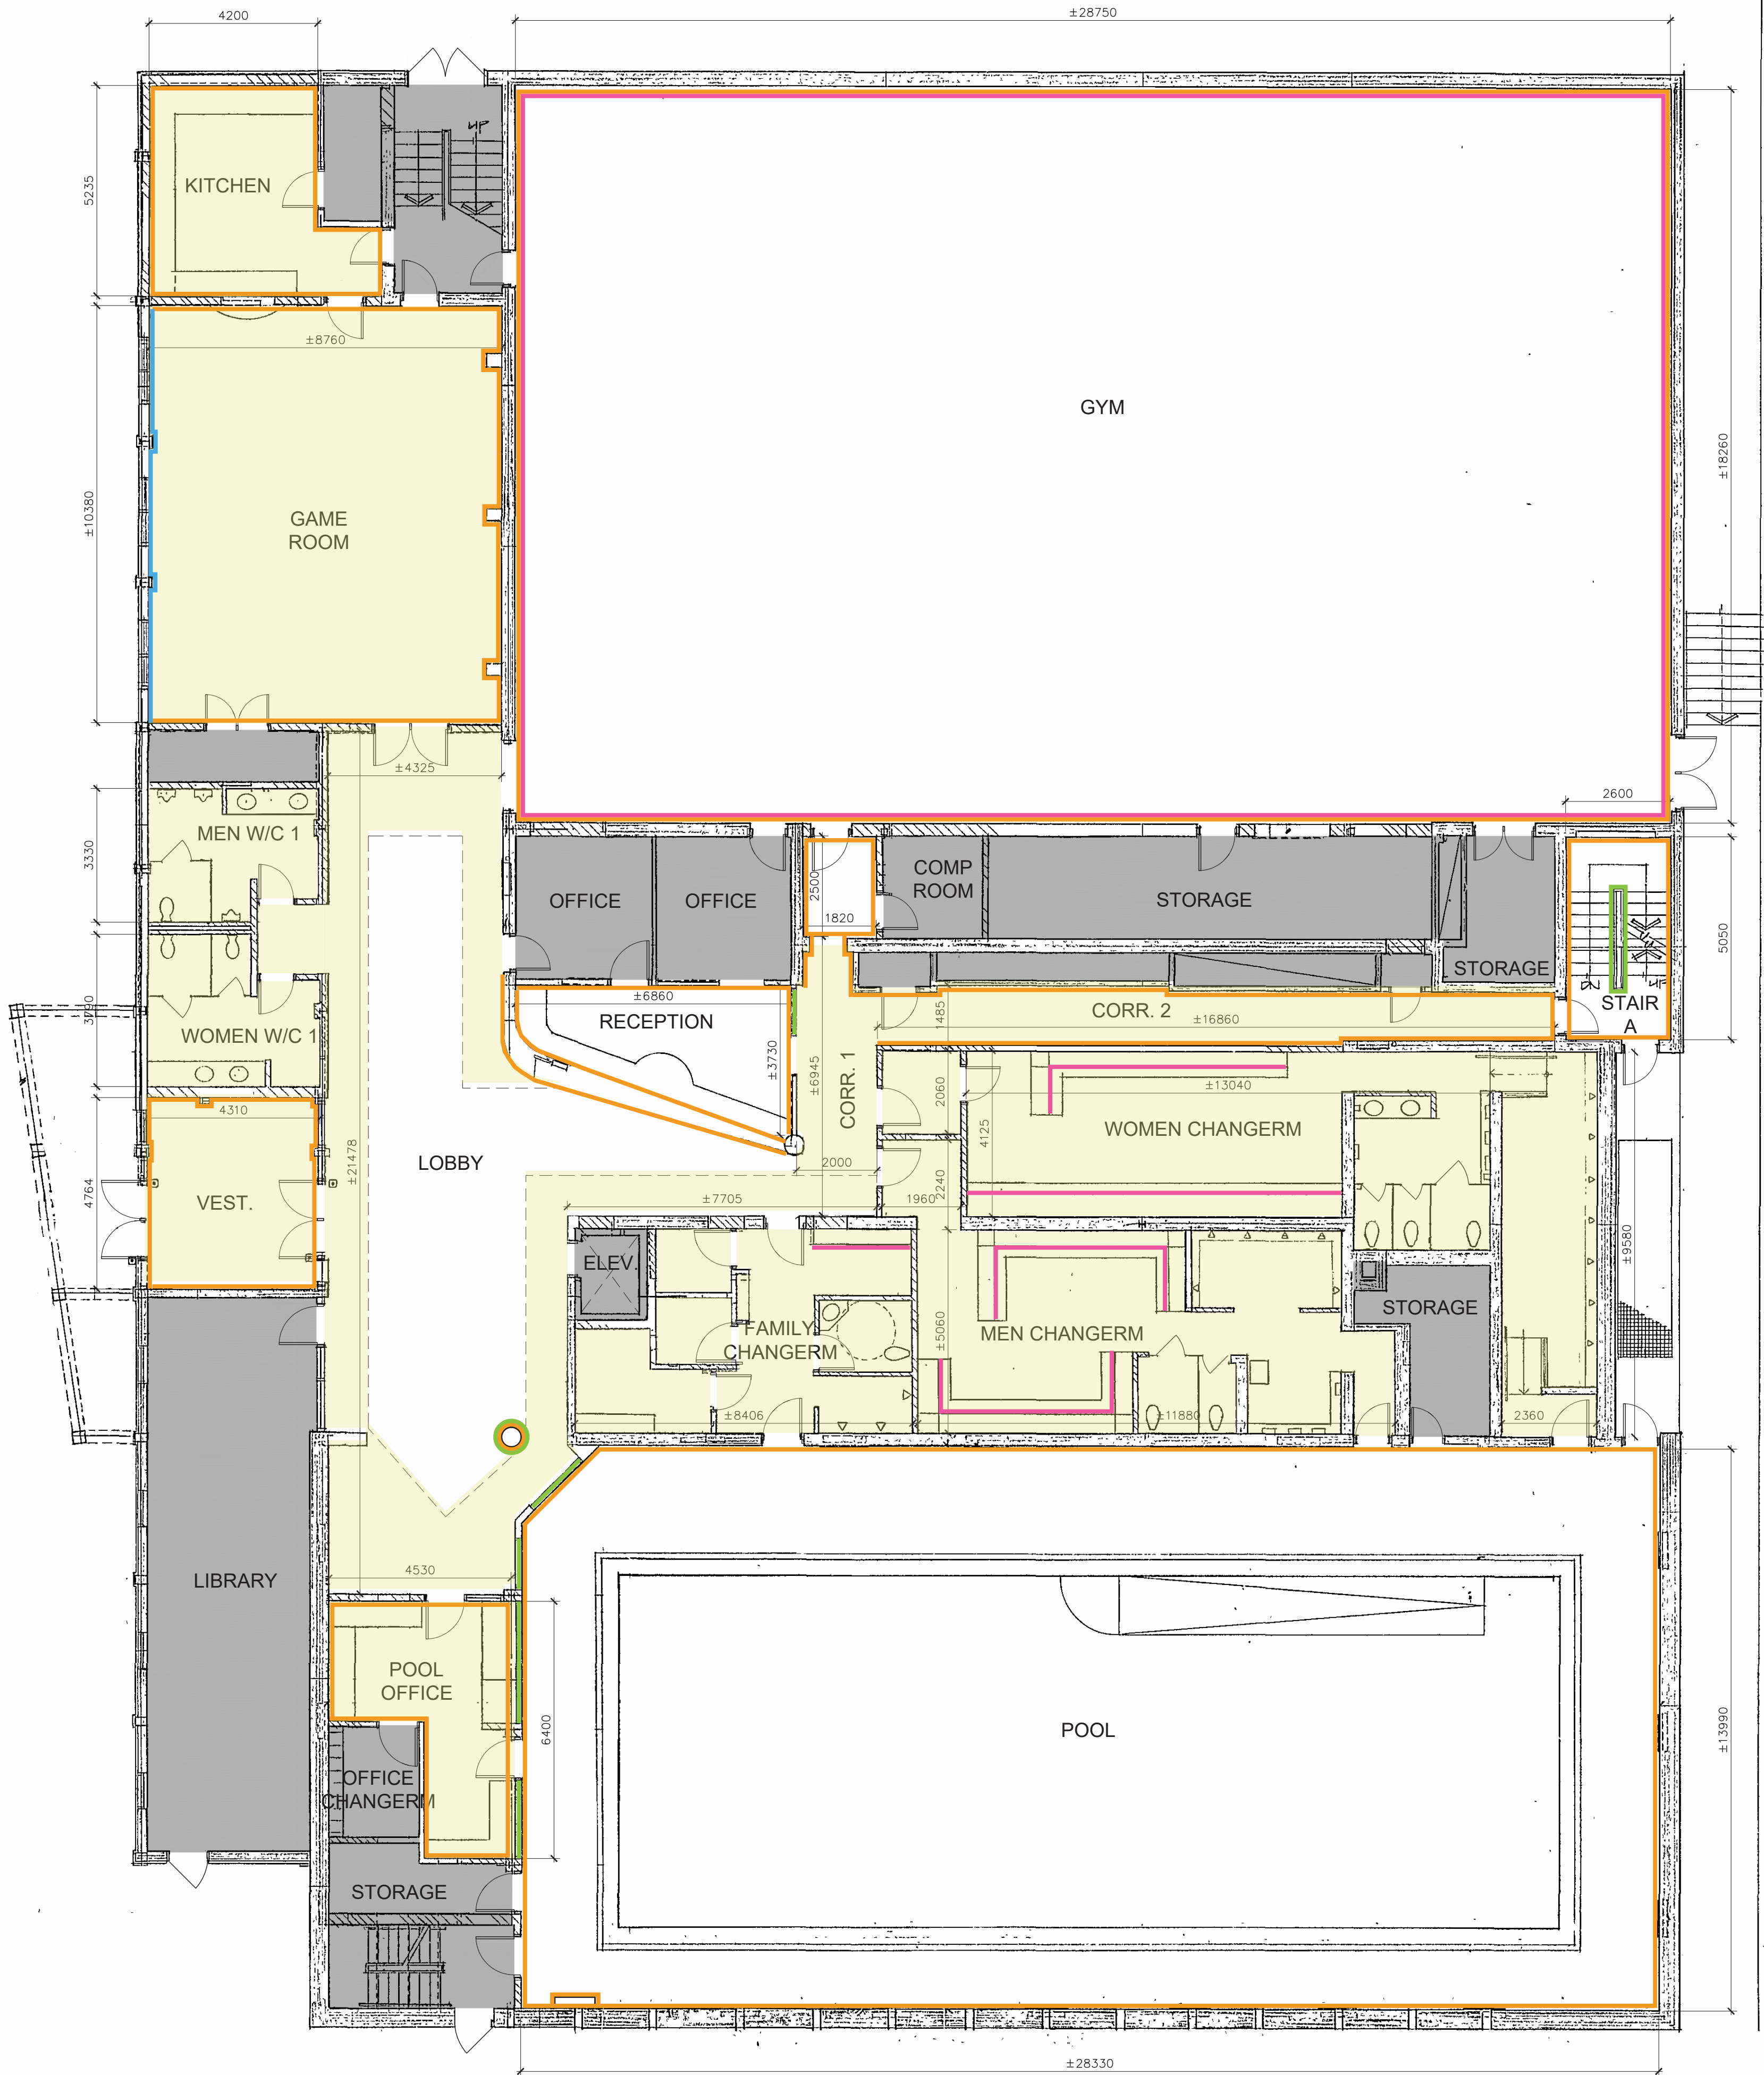 4200
±28750
UP
KITCHEN
5235
±8760
GYM
±18260
GAME
ROOM
±10380
±4325
2600
MEN W/C 1
3330
OFFICE
OFFICE
2500
1820
COMP
ROOM
STORAGE
5050
STORAGE
3790
±6860
RECEPTION
1485
CORR. 2
±16860
STAIR
A
WOMEN W/C 1
±3730
±6945
CORR. 1
2060
±13040
4310
4125
WOMEN CHANGERM
±21478
LOBBY
2000
4764
VEST.
±7705
1960
2240
±9580
ELEV.
STORAGE
FAMILY
CHANGERM
±5060
MEN CHANGERM
±8406
±11880
2360
4530
LIBRARY
POOL
OFFICE
6400
POOL
±13990
OFFICE
CHANGERM
STORAGE
±28330